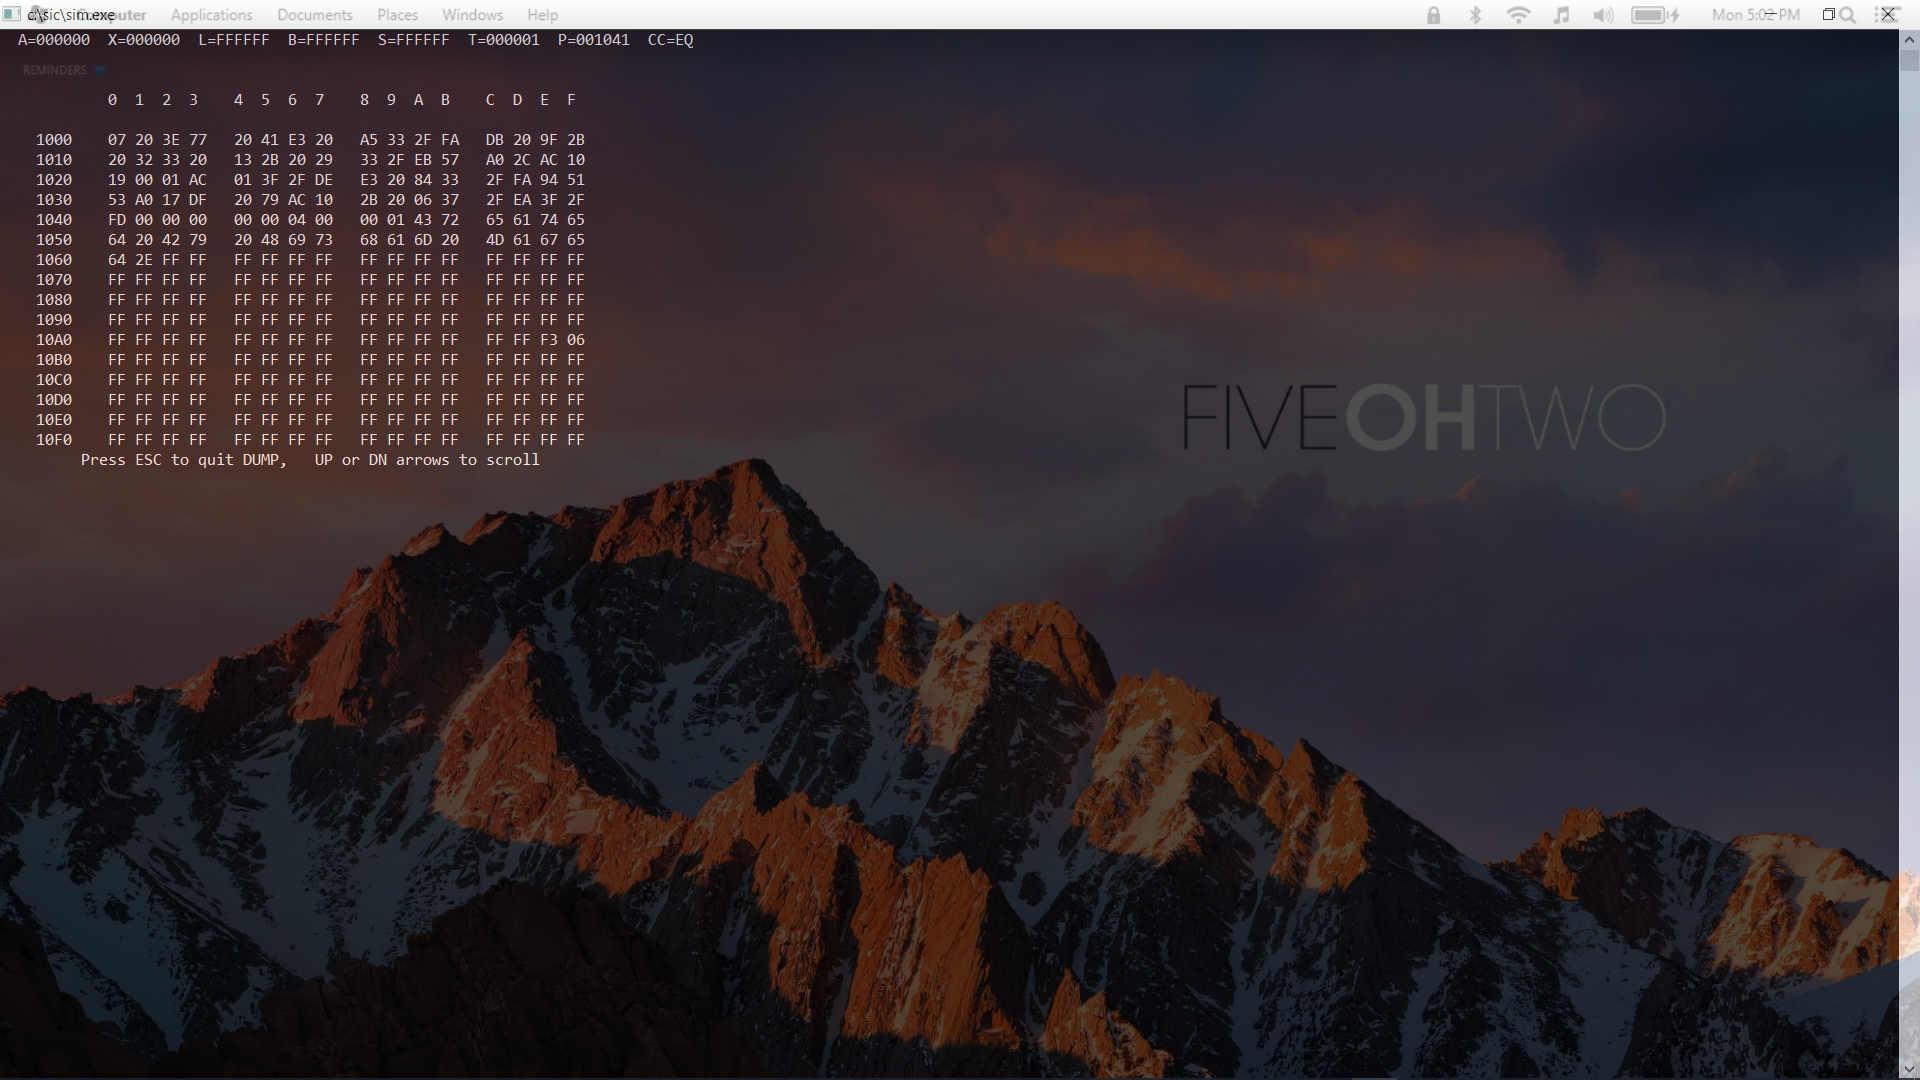 c:\sic\sim.exe
Computer Applications Documents Places Windows Help Mon 5:02 PM
A=000000 X=000000 L=FFFFFF B=FFFFFF S=FFFFFF T=000001 P=001041 CC=EQ
REMINDERS
0 1 2 3 4 5 6 7 8 9 A B C D E F
1000 07 20 3E 77 20 41 E3 20 A5 33 2F FA DB 20 9F 2B
1010 20 32 33 20 13 2B 20 29 33 2F EB 57 A0 2C AC 10
1020 19 00 01 AC 01 3F 2F DE E3 20 84 33 2F FA 94 51
1030 53 A0 17 DF 20 79 AC 10 2B 20 06 37 2F EA 3F 2F
1040 FD 00 00 00 00 00 04 00 00 01 43 72 65 61 74 65
1050 64 20 42 79 20 48 69 73 68 61 6D 20 4D 61 67 65
1060 64 2E FF FF FF FF FF FF FF FF FF FF FF FF FF FF
1070 FF FF FF FF FF FF FF FF FF FF FF FF FF FF FF FF
1080 FF FF FF FF FF FF FF FF FF FF FF FF FF FF FF FF
1090 FF FF FF FF FF FF FF FF FF FF FF FF FF FF FF FF
10A0 FF FF FF FF FF FF FF FF FF FF FF FF FF FF F3 06
10B0 FF FF FF FF FF FF FF FF FF FF FF FF FF FF FF FF
10C0 FF FF FF FF FF FF FF FF FF FF FF FF FF FF FF FF
10D0 FF FF FF FF FF FF FF FF FF FF FF FF FF FF FF FF
10E0 FF FF FF FF FF FF FF FF FF FF FF FF FF FF FF FF
10F0 FF FF FF FF FF FF FF FF FF FF FF FF FF FF FF FF
Press ESC to quit DUMP, UP or DN arrows to scroll
FIVEOHTWO